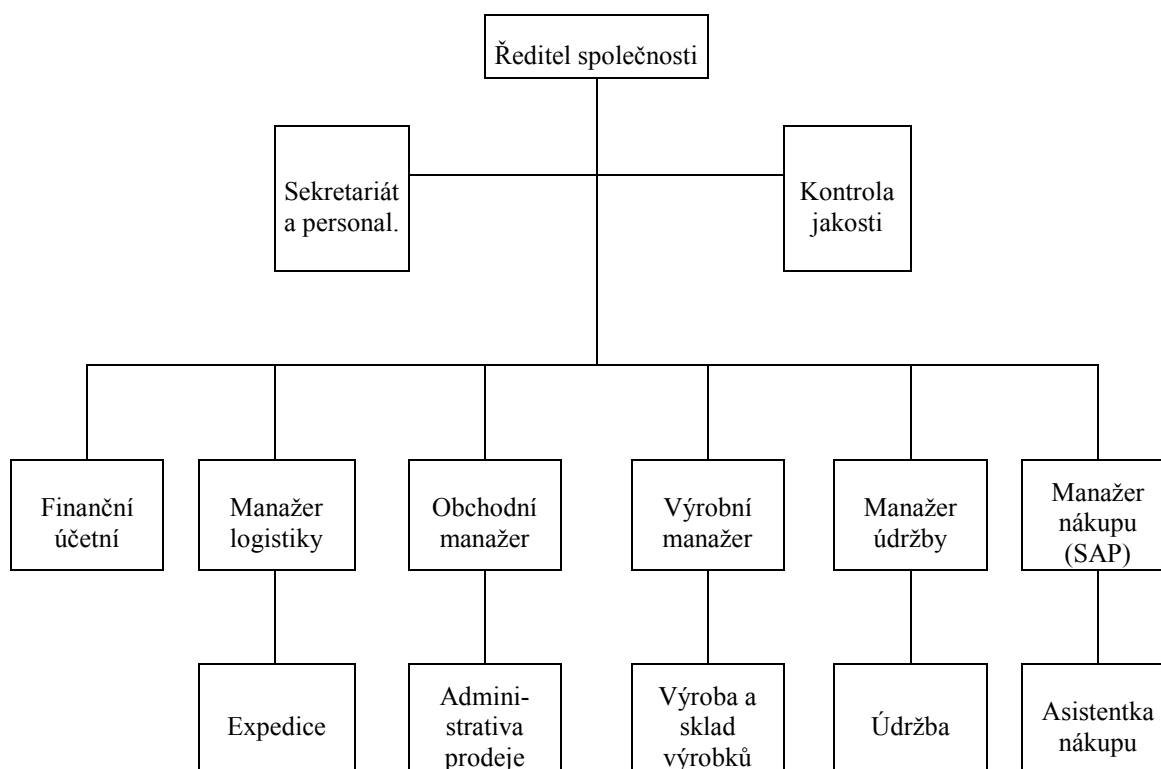 Ředitel společnosti
Sekretariát
a personal.
Kontrola
jakosti
Finanční
účetní
Manažer
logistiky
Obchodní
manažer
Výrobní
manažer
Manažer
údržby
Manažer
nákupu
(SAP)
Expedice
Admini-
strativa
prodeje
Výroba a
sklad
výrobků
Údržba
Asistentka
nákupu